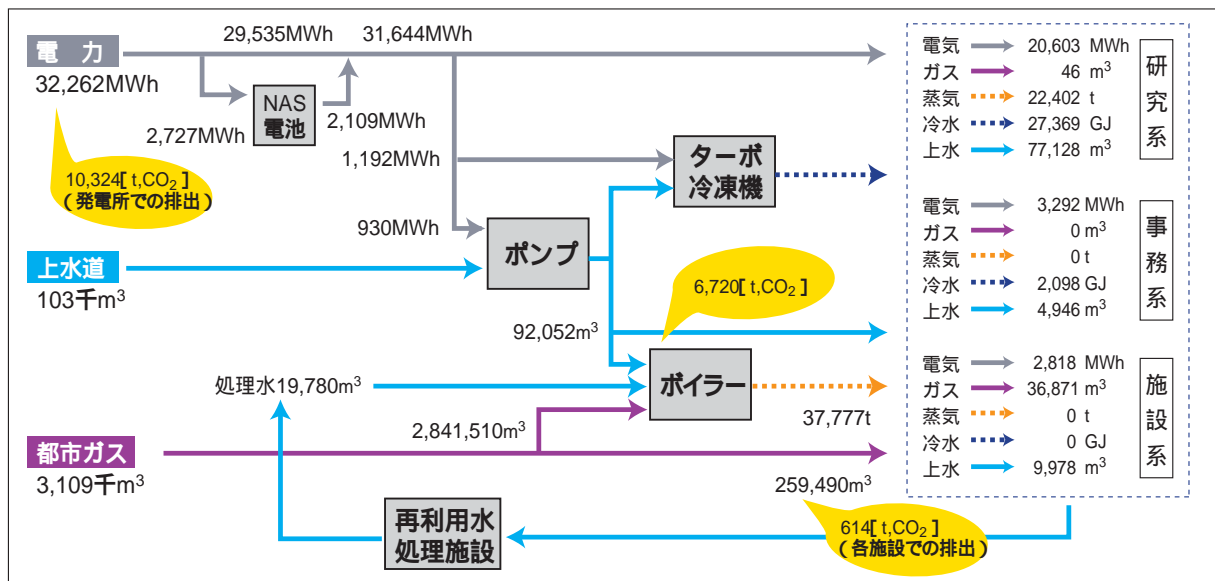 29,535MWh
31,644MWh
電 力
32,262MWh
NAS
電池
2,727MWh
2,109MWh
1,192MWh
ターボ
冷凍機
10,324[t,CO₂]
(発電所での排出)
930MWh
ポンプ
上水道
103千m³
6,720[t,CO₂]
92,052m³
ボイラー
処理水19,780m³
37,777t
2,841,510m³
都市ガス
3,109千m³
259,490m³
再利用水
処理施設
614[t,CO₂]
(各施設での排出)
電気 20,603 MWh
ガス 46 m³
蒸気 22,402 t
冷水 27,369 GJ
上水 77,128 m³
研究系
電気 3,292 MWh
ガス 0 m³
蒸気 0 t
冷水 2,098 GJ
上水 4,946 m³
事務系
電気 2,818 MWh
ガス 36,871 m³
蒸気 0 t
冷水 0 GJ
上水 9,978 m³
施設系